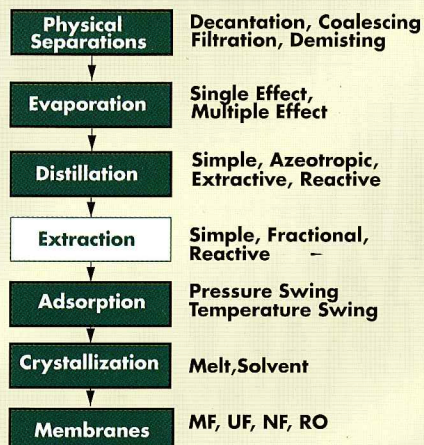 Physical
Separations
Decantation, Coalescing
Filtration, Demisting
Evaporation
Single Effect,
Multiple Effect
Distillation
Simple, Azeotropic,
Extractive, Reactive
Extraction
Simple, Fractional,
Reactive
Adsorption
Pressure Swing
Temperature Swing
Crystallization
Melt,Solvent
Membranes
MF, UF, NF, RO